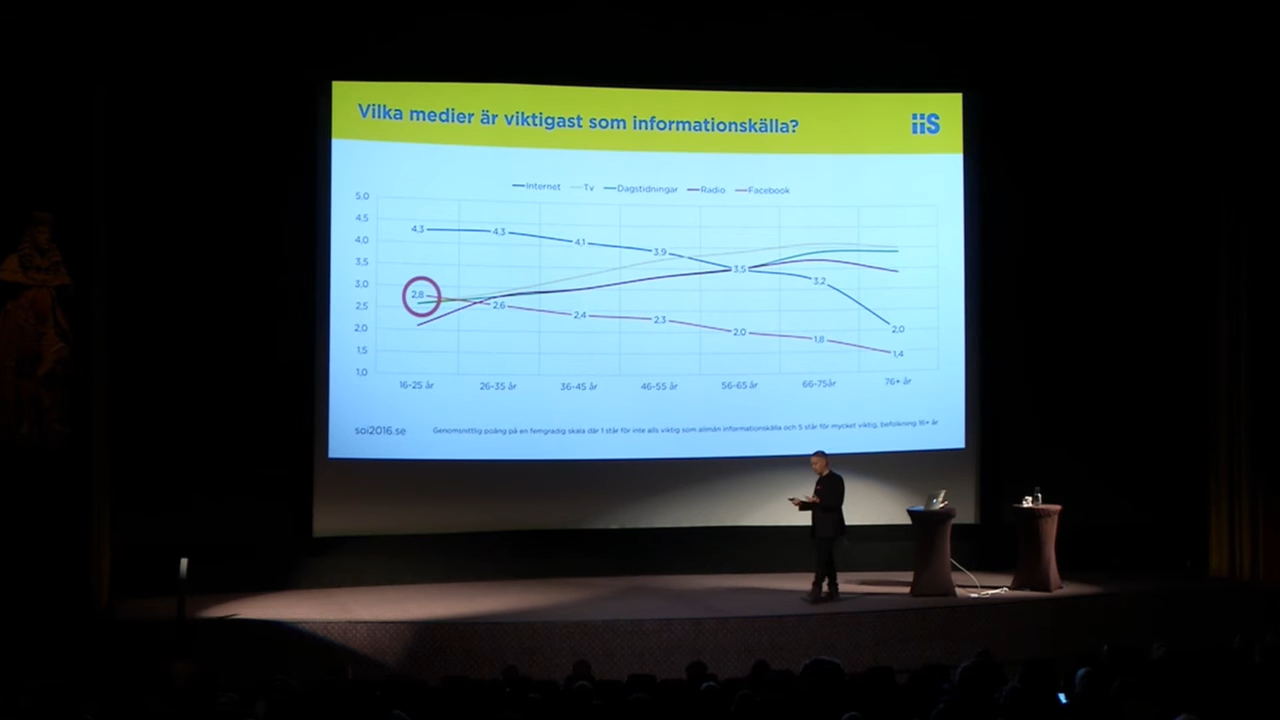 Vilka medier är viktigast som informationskälla?
iiS
Internet Tv Dagstidningar Radio Facebook
5,0
4,5
4,0
3,5
3,0
2,5
2,0
1,5
1,0
4,3 4,3 4,1 3,9 3,5 3,2 2,0
2,8 2,6 2,4 2,3 2,0 1,8 1,4
16-25 år 26-35 år 36-45 år 46-55 år 56-65 år 66-75år 76+ år
soi2016.se
Genomsnittlig poäng på en femgradig skala där 1 står för inte alls viktig som allmän informationskälla och 5 står för mycket viktig, befolkning 16+ år